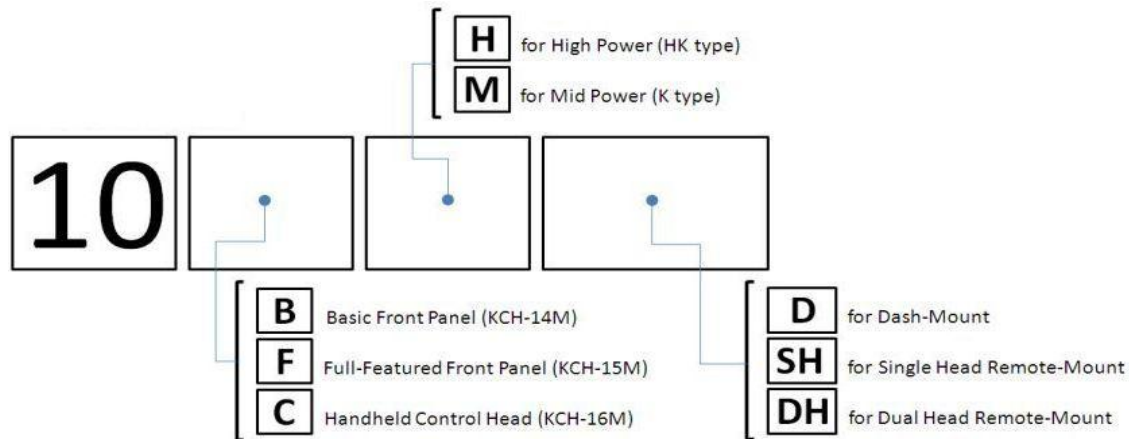 H for High Power (HK type)
M for Mid Power (K type)
10
B Basic Front Panel (KCH-14M)
F Full-Featured Front Panel (KCH-15M)
C Handheld Control Head (KCH-16M)
D for Dash-Mount
SH for Single Head Remote-Mount
DH for Dual Head Remote-Mount